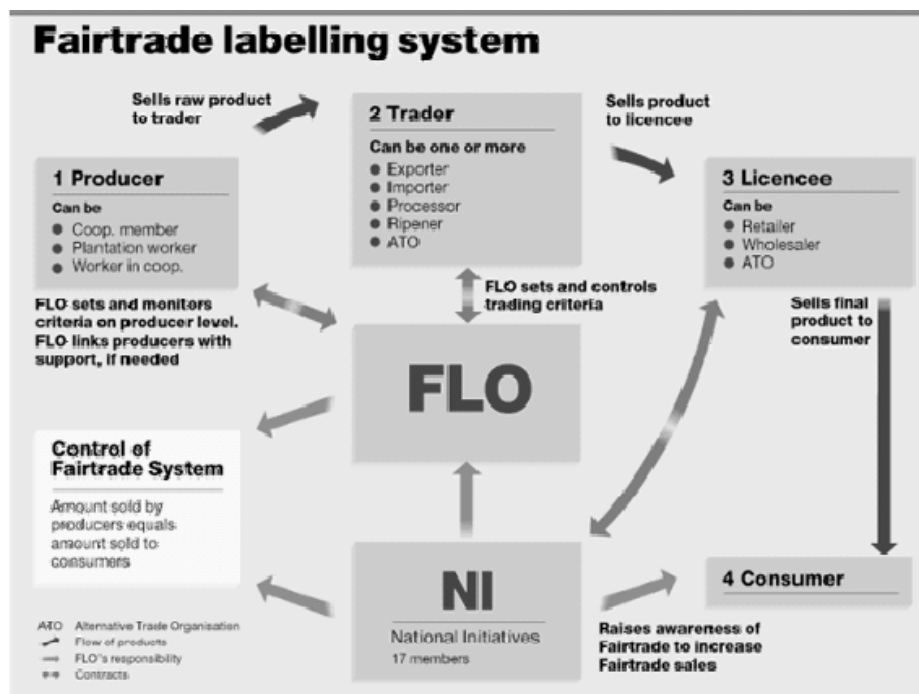 Fairtrade labelling system
Sells raw product
to trader
2 Trader
Can be one or more
Exporter
Importer
Processor
Ripener
ATO
Sells product
to licencee
1 Producer
Can be
Coop. member
Plantation worker
Worker in coop.
3 Licencee
Can be
Retailer
Wholesaler
ATO
FLO sets and monitors
criteria on producer level.
FLO links producers with
support, if needed
FLO sets and controls
trading criteria
Sells final
product to
consumer
FLO
Control of
Fairtrade System
Amount sold by
producers equals
amount sold to
consumers
NI
National Initiatives
17 members
4 Consumer
Raises awareness of
Fairtrade to increase
Fairtrade sales
ATO Alternative Trade Organisation
Flow of products
FLO's responsibility
Contracts